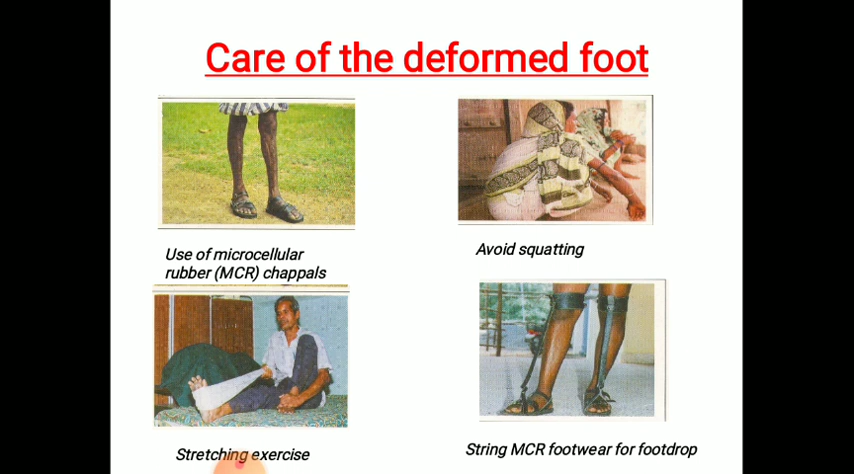 Care of the deformed foot
Use of microcellular
rubber (MCR) chappals
Avoid squatting
Stretching exercise
String MCR footwear for footdrop